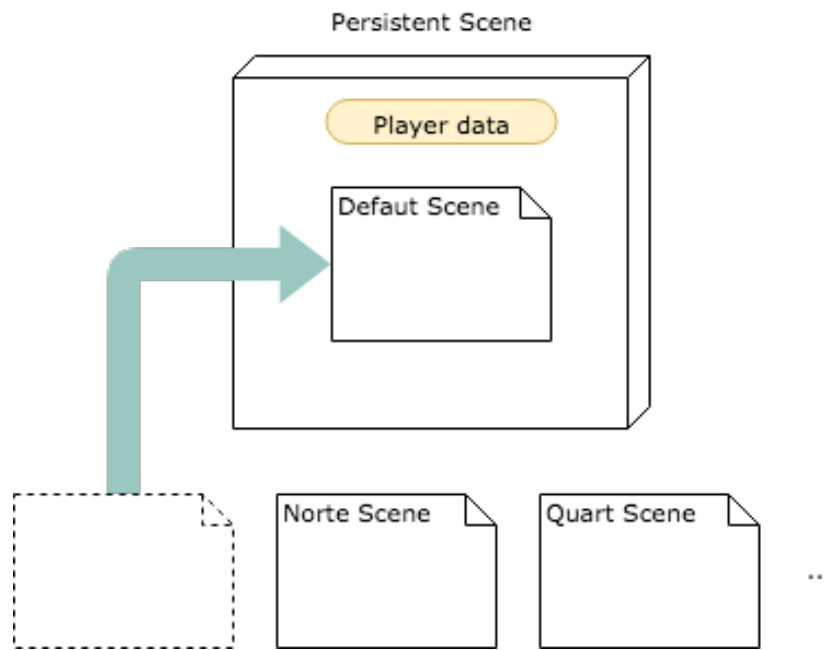 Persistent Scene
Player data
Defaut Scene
Norte Scene
Quart Scene
..